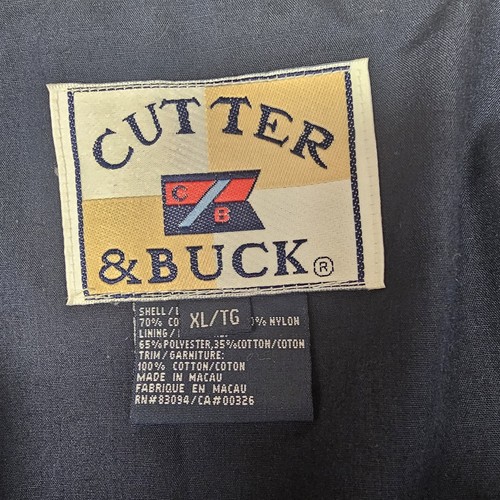 CUTTER
C
B
&BUCK®
SHELL/
70% CO
XL/TG
% NYLON
LINING/
65%POLYESTER,35%COTTON/COTON
TRIM/GARNITURE:
100% COTTON/COTON
MADE IN MACAU
FABRIQUE EN MACAU
RN#83094/CA#00326